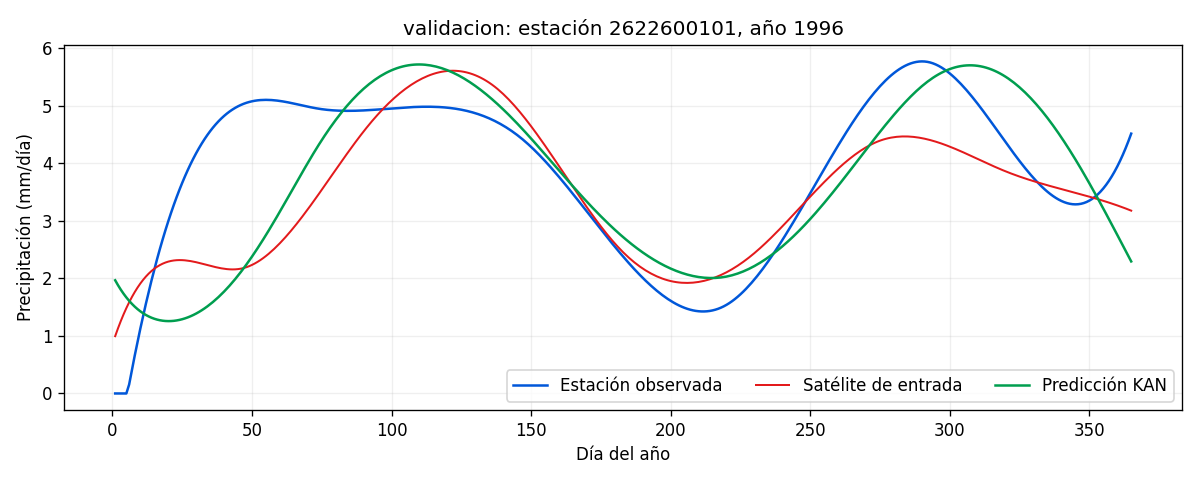 validacion: estación 2622600101, año 1996
Precipitación (mm/día)
6
5
4
3
2
1
0
Estación observada
Satélite de entrada
Predicción KAN
0
50
100
150
200
250
300
350
Día del año